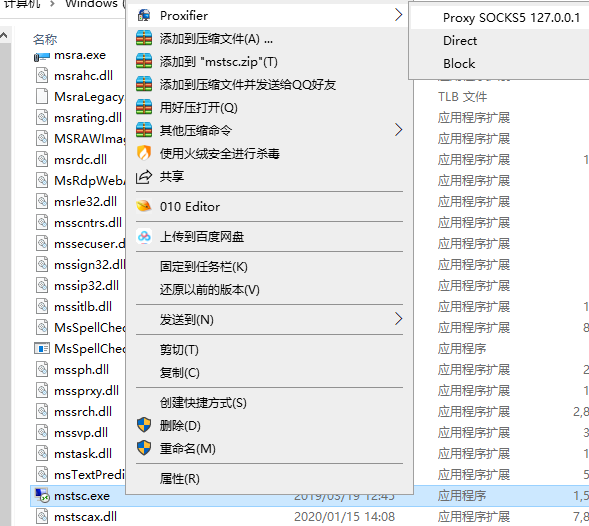 计算机 > Windows (
名称
msra.exe
msrahc.dll
MsraLegacy
TLB 文件
msrating.dll
应用程序扩展
MSRAWImag
应用程序扩展
msrdc.dll
应用程序扩展
1
MsRdpWebA
应用程序扩展
msrle32.dll
应用程序扩展
msscntrs.dll
应用程序扩展
mssecuser.d
应用程序扩展
mssign32.dll
应用程序扩展
mssip32.dll
应用程序扩展
mssitlb.dll
应用程序扩展
1
MsSpellChec
应用程序扩展
8
MsSpellChec
应用程序
mssph.dll
应用程序扩展
2
mssprxy.dll
应用程序扩展
1
mssrch.dll
应用程序扩展
2,8
mssvp.dll
应用程序扩展
3
mstask.dll
应用程序扩展
2
msTextPredi
应用程序扩展
5
mstsc.exe
2019/03/19 12:45
应用程序
1,5
mstscax.dll
2020/01/15 14:08
应用程序扩展
7,8
Proxifier
添加到压缩文件(A) ...
添加到 "mstsc.zip"(T)
添加到压缩文件并发送给QQ好友
用好压打开(Q)
其他压缩命令
使用火绒安全进行杀毒
共享
010 Editor
上传到百度网盘
固定到任务栏(K)
还原以前的版本(V)
发送到(N)
剪切(T)
复制(C)
创建快捷方式(S)
删除(D)
重命名(M)
属性(R)
Proxy SOCKS5 127.0.0.1
Direct
Block